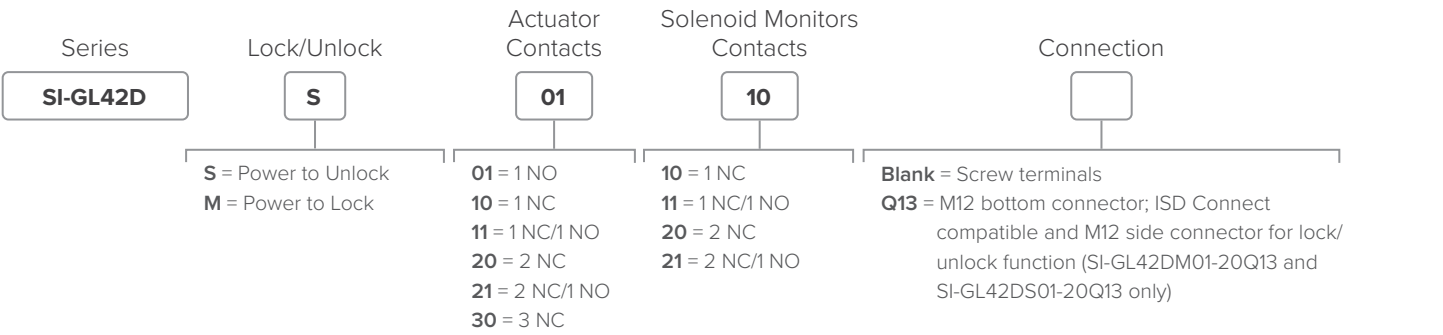 Series
Lock/Unlock
Actuator
Contacts
Solenoid Monitors
Contacts
Connection
SI-GL42D
S
01
10
S = Power to Unlock
M = Power to Lock
01 = 1 NO
10 = 1 NC
11 = 1 NC/1 NO
20 = 2 NC
21 = 2 NC/1 NO
30 = 3 NC
10 = 1 NC
11 = 1 NC/1 NO
20 = 2 NC
21 = 2 NC/1 NO
Blank = Screw terminals
Q13 = M12 bottom connector; ISD Connect
compatible and M12 side connector for lock/
unlock function (SI-GL42DM01-20Q13 and
SI-GL42DS01-20Q13 only)